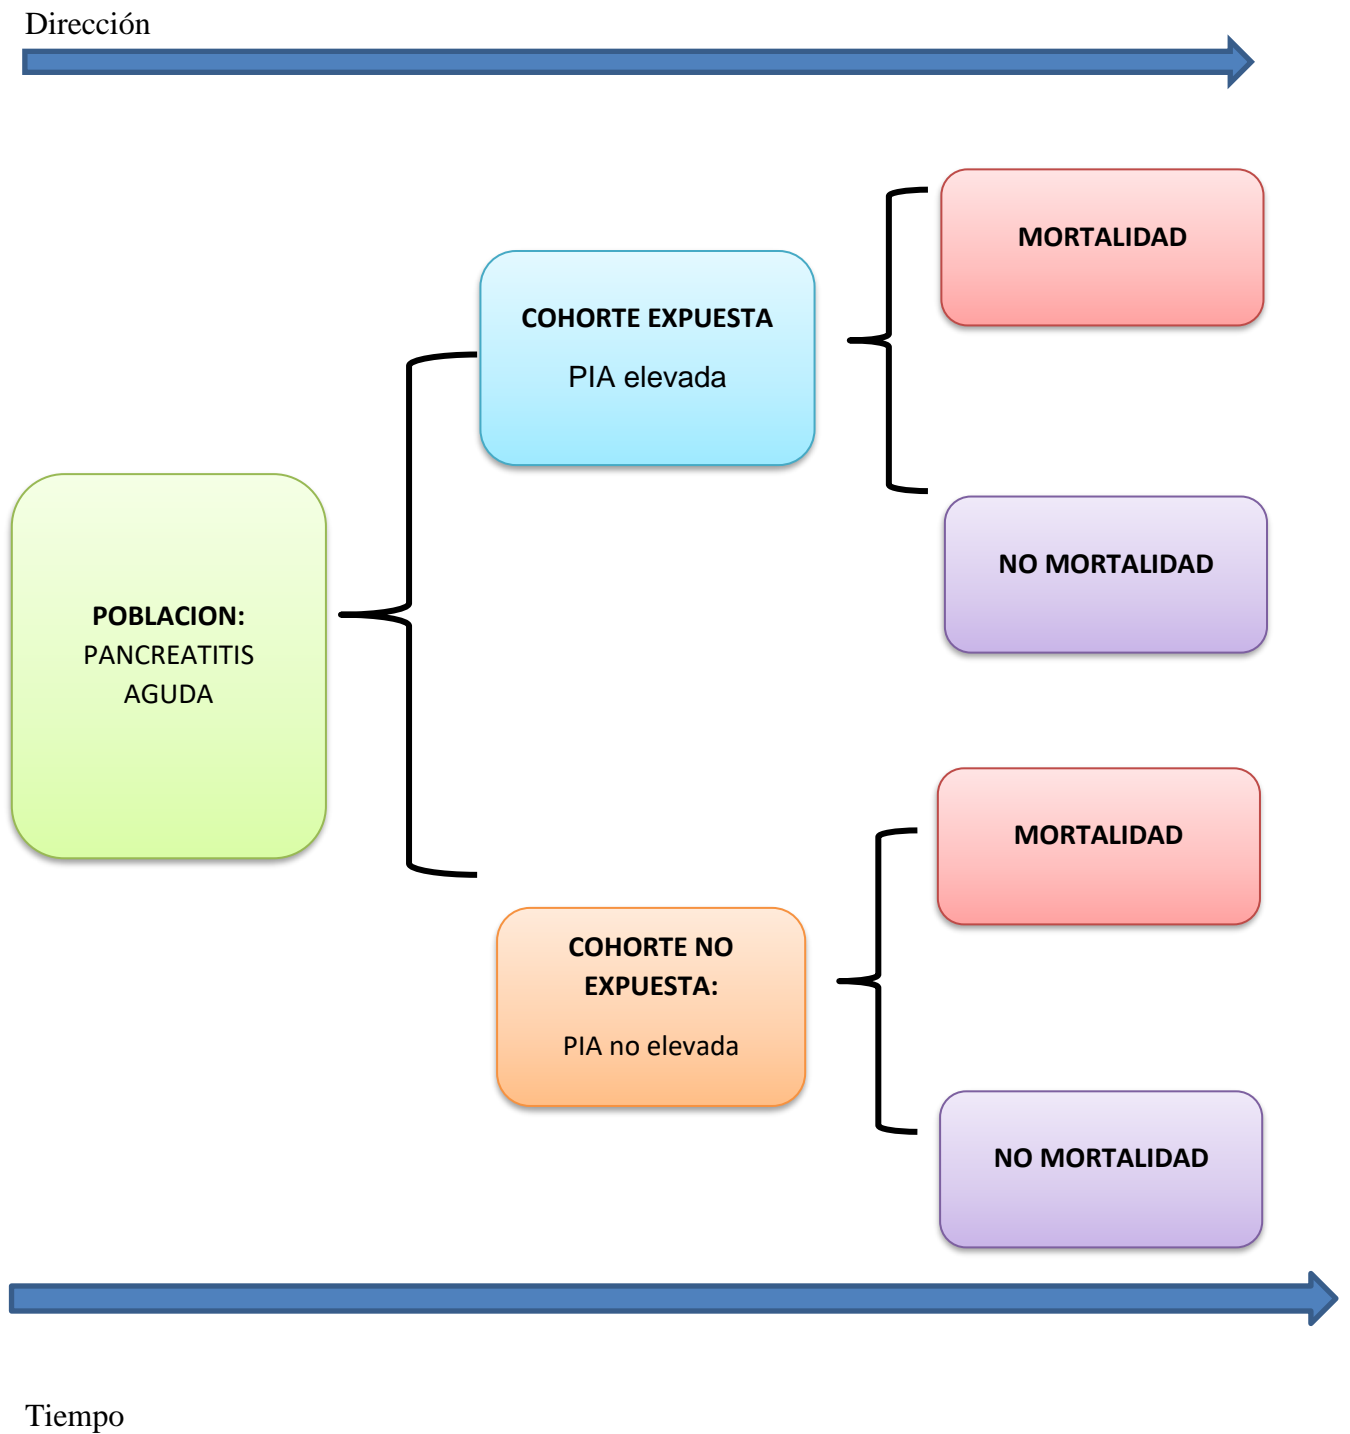 Dirección
MORTALIDAD
COHORTE EXPUESTA
PIA elevada
NO MORTALIDAD
POBLACION:
PANCREATITIS
AGUDA
MORTALIDAD
COHORTE NO
EXPUESTA:
PIA no elevada
NO MORTALIDAD
Tiempo